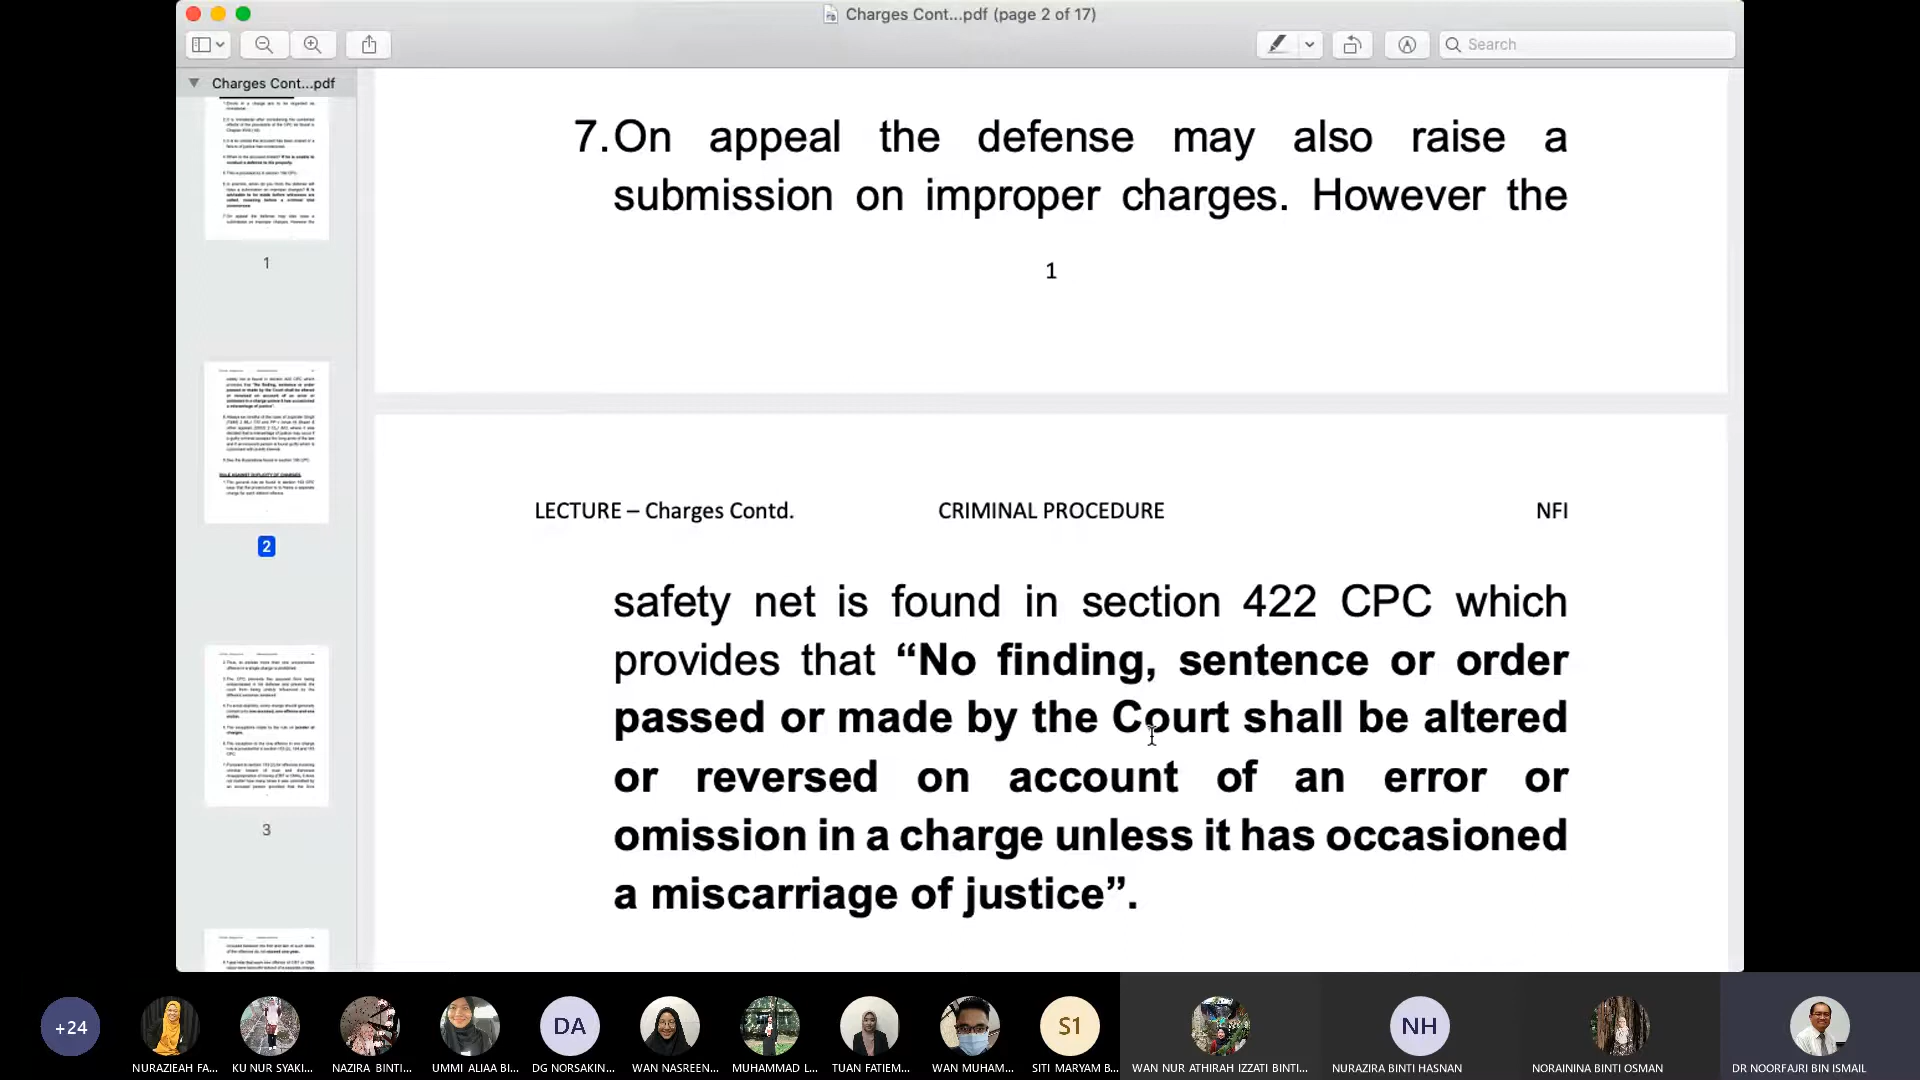 Charges Cont...pdf (page 2 of 17)
Search
Charges Cont...pdf
1
2
3
7. On appeal the defense may also raise a
submission on improper charges. However the
1
LECTURE – Charges Contd. CRIMINAL PROCEDURE NFI
safety net is found in section 422 CPC which
provides that “No finding, sentence or order
passed or made by the Court shall be altered
or reversed on account of an error or
omission in a charge unless it has occasioned
a miscarriage of justice”.
+24
DA
S1
NH
NURAZIEAH FA...
KU NUR SYAKI...
NAZIRA BINTI...
UMMI ALIAA BI...
DG NORSAKIN...
WAN NASREEN...
MUHAMMAD L...
TUAN FATIEM...
WAN MUHAM...
SITI MARYAM B...
WAN NUR ATHIRAH IZZATI BINTI...
NURAZIRA BINTI HASNAN
NORAININA BINTI OSMAN
DR NOORFAJRI BIN ISMAIL